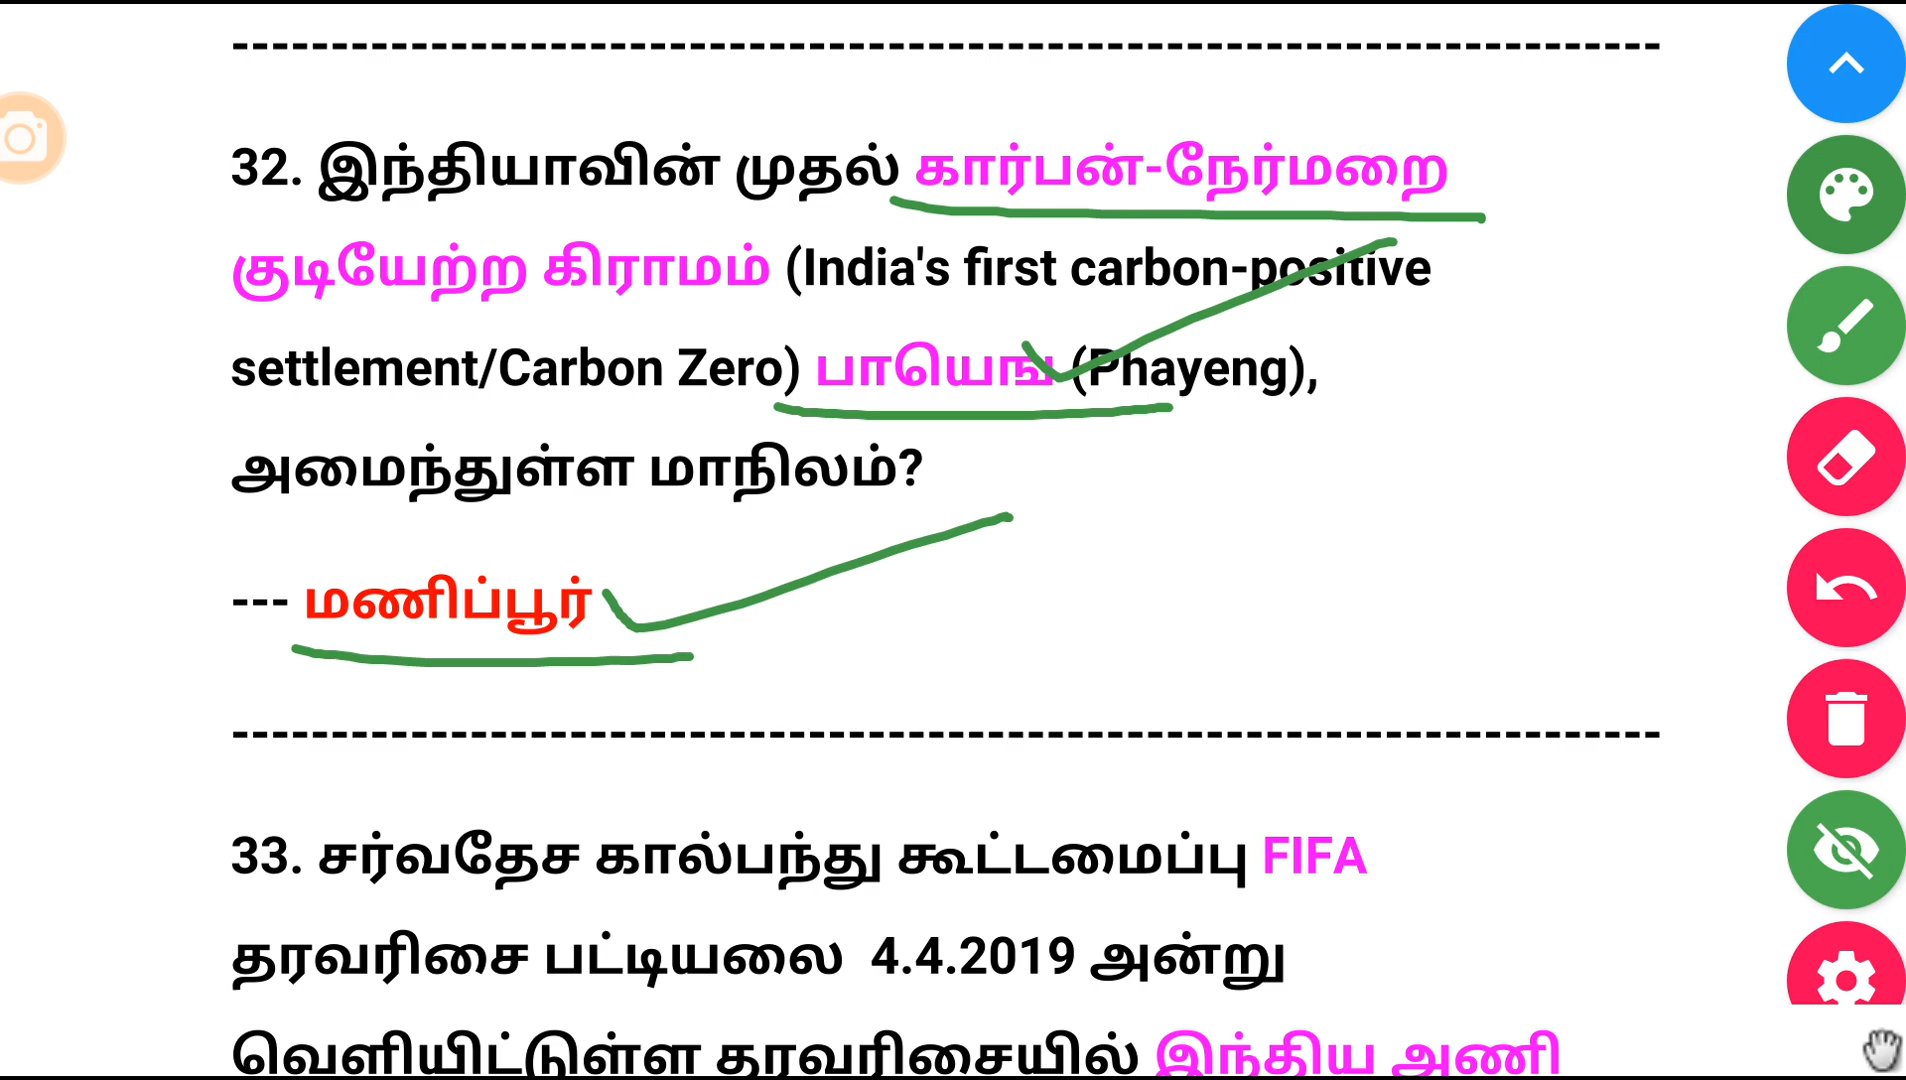 ------------------------------------------------------------------------
32. இந்தியாவின் முதல் கார்பன்-நேர்மறை
குடியேற்ற கிராமம் (India's first carbon-positive
settlement/Carbon Zero) பாயெங் (Phayeng),
அமைந்துள்ள மாநிலம்?
--- மணிப்பூர்
------------------------------------------------------------------------
33. சர்வதேச கால்பந்து கூட்டமைப்பு FIFA
தரவரிசை பட்டியலை 4.4.2019 அன்று
வெளியிட்டுள்ள தரவரிசையில் இந்திய அணி